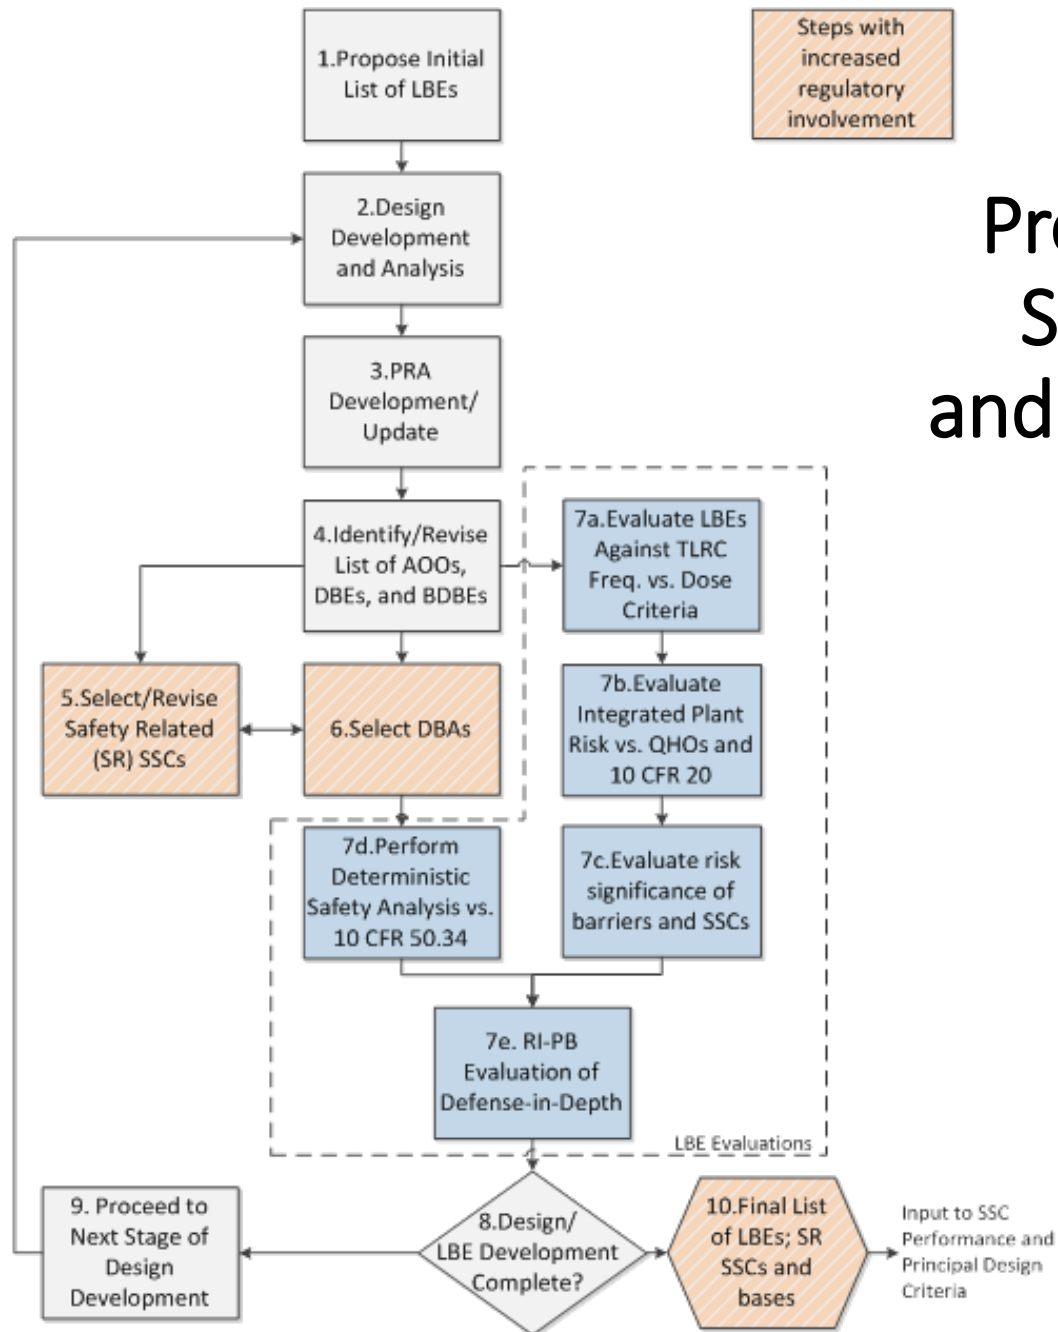 1.Propose Initial
List of LBEs
Steps with
increased
regulatory
involvement
2.Design
Development
and Analysis
3.PRA
Development/
Update
4.Identify/Revise
List of AOOs,
DBEs, and BDBEs
7a.Evaluate LBEs
Against TLRC
Freq. vs. Dose
Criteria
5.Select/Revise
Safety Related
(SR) SSCs
6.Select DBAs
7b.Evaluate
Integrated Plant
Risk vs. QHOs and
10 CFR 20
7d.Perform
Deterministic
Safety Analysis vs.
10 CFR 50.34
7c.Evaluate risk
significance of
barriers and SSCs
7e. RI-PB
Evaluation of
Defense-in-Depth
LBE Evaluations
9. Proceed to
Next Stage of
Design
Development
8.Design/
LBE Development
Complete?
10.Final List
of LBEs; SR
SSCs and
bases
Input to SSC
Performance and
Principal Design
Criteria
and